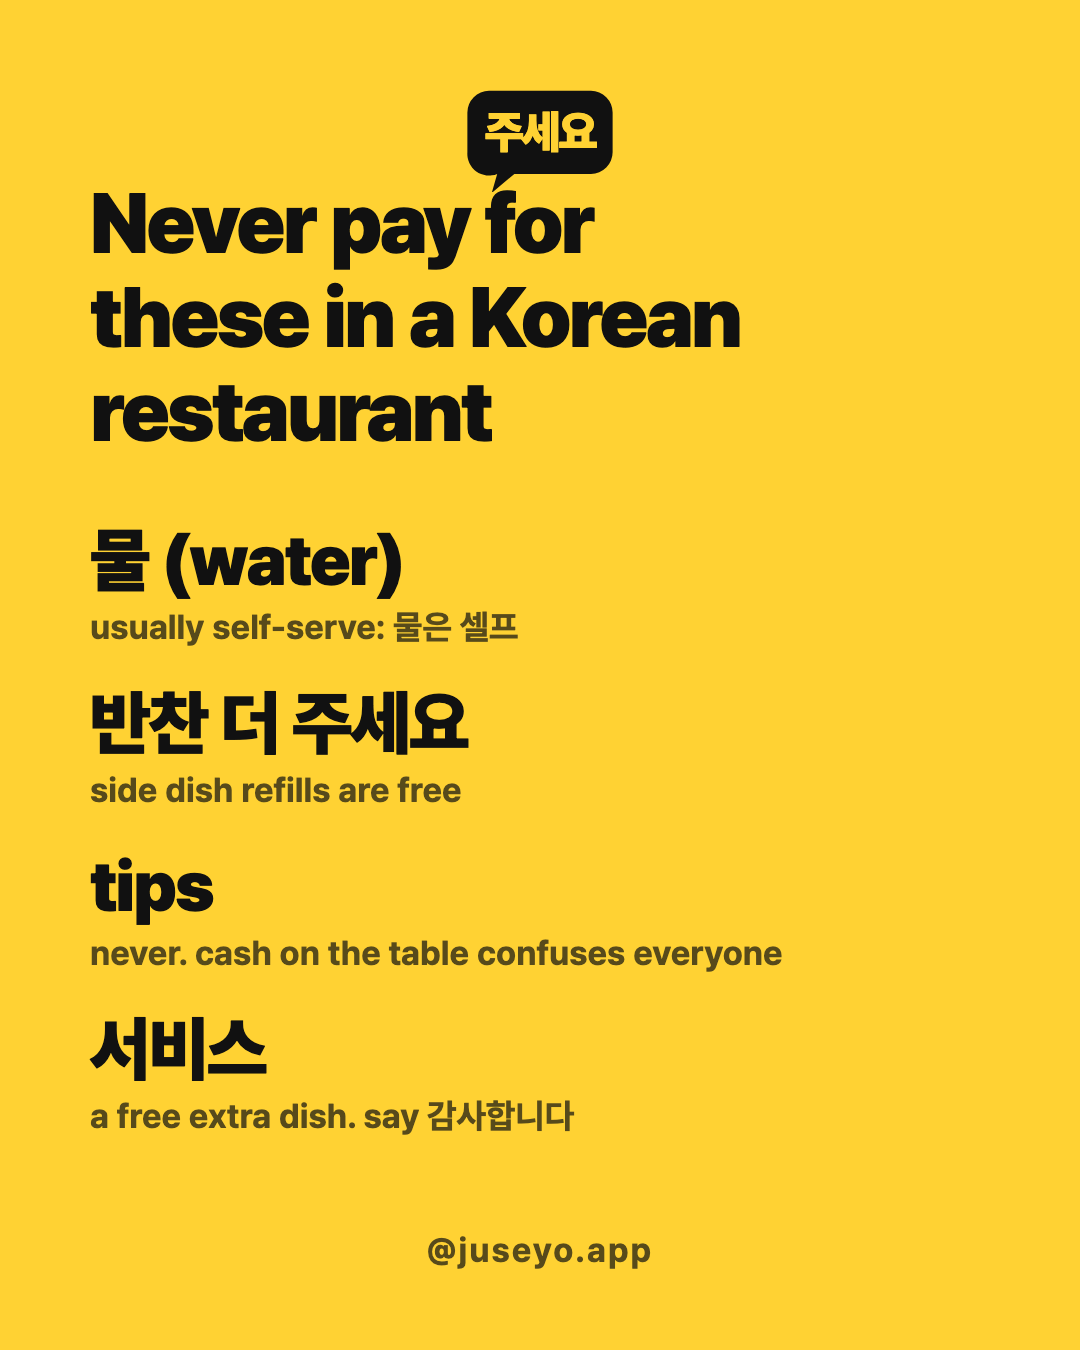 주세요
Never pay for
these in a Korean
restaurant
물 (water)
usually self-serve: 물은 셀프
반찬 더 주세요
side dish refills are free
tips
never. cash on the table confuses everyone
서비스
a free extra dish. say 감사합니다
@juseyo.app